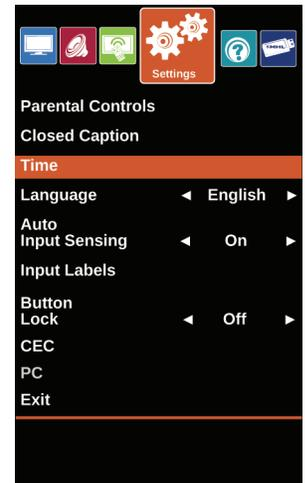 Settings
Parental Controls
Closed Caption
Time
Language ◄ English ►
Auto
Input Sensing ◄ On ►
Input Labels
Button
Lock ◄ Off ►
CEC
PC
Exit